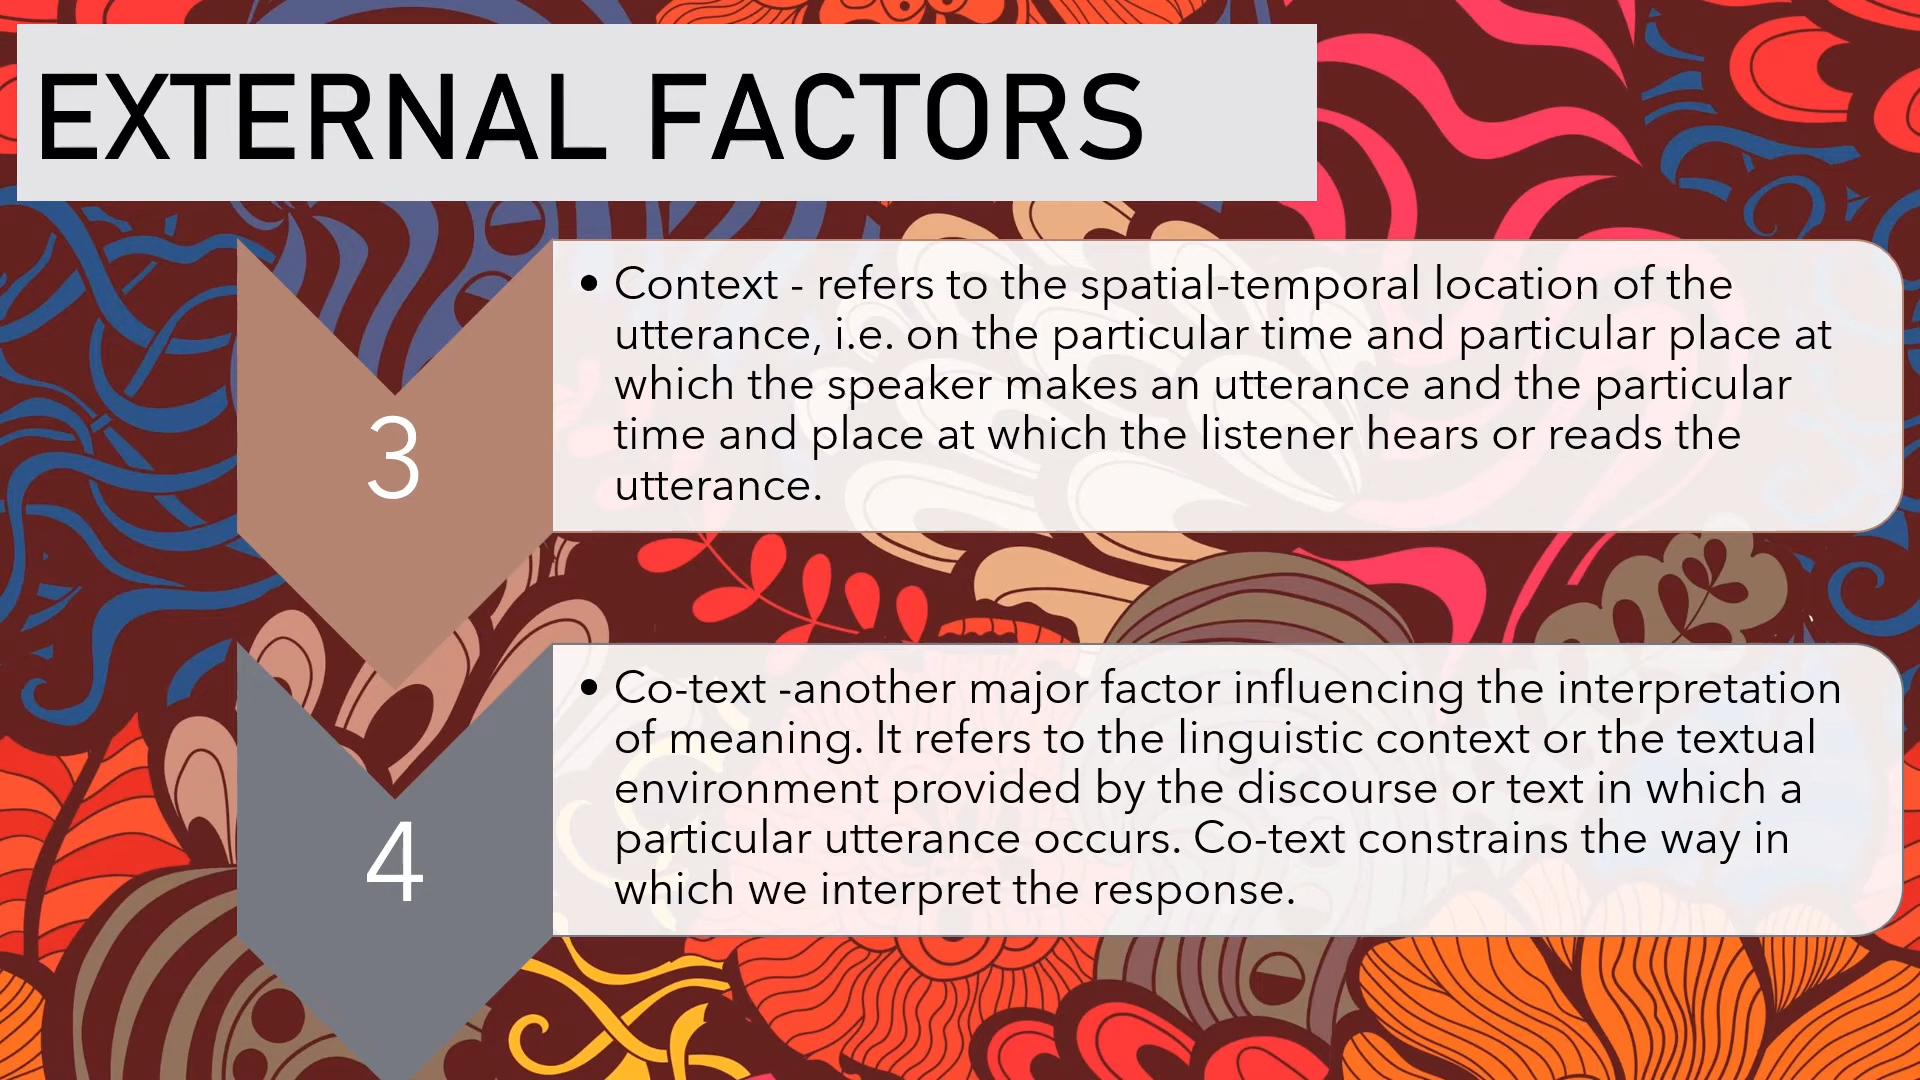 EXTERNAL FACTORS
3
• Context - refers to the spatial-temporal location of the
utterance, i.e. on the particular time and particular place at
which the speaker makes an utterance and the particular
time and place at which the listener hears or reads the
utterance.
4
• Co-text -another major factor influencing the interpretation
of meaning. It refers to the linguistic context or the textual
environment provided by the discourse or text in which a
particular utterance occurs. Co-text constrains the way in
which we interpret the response.